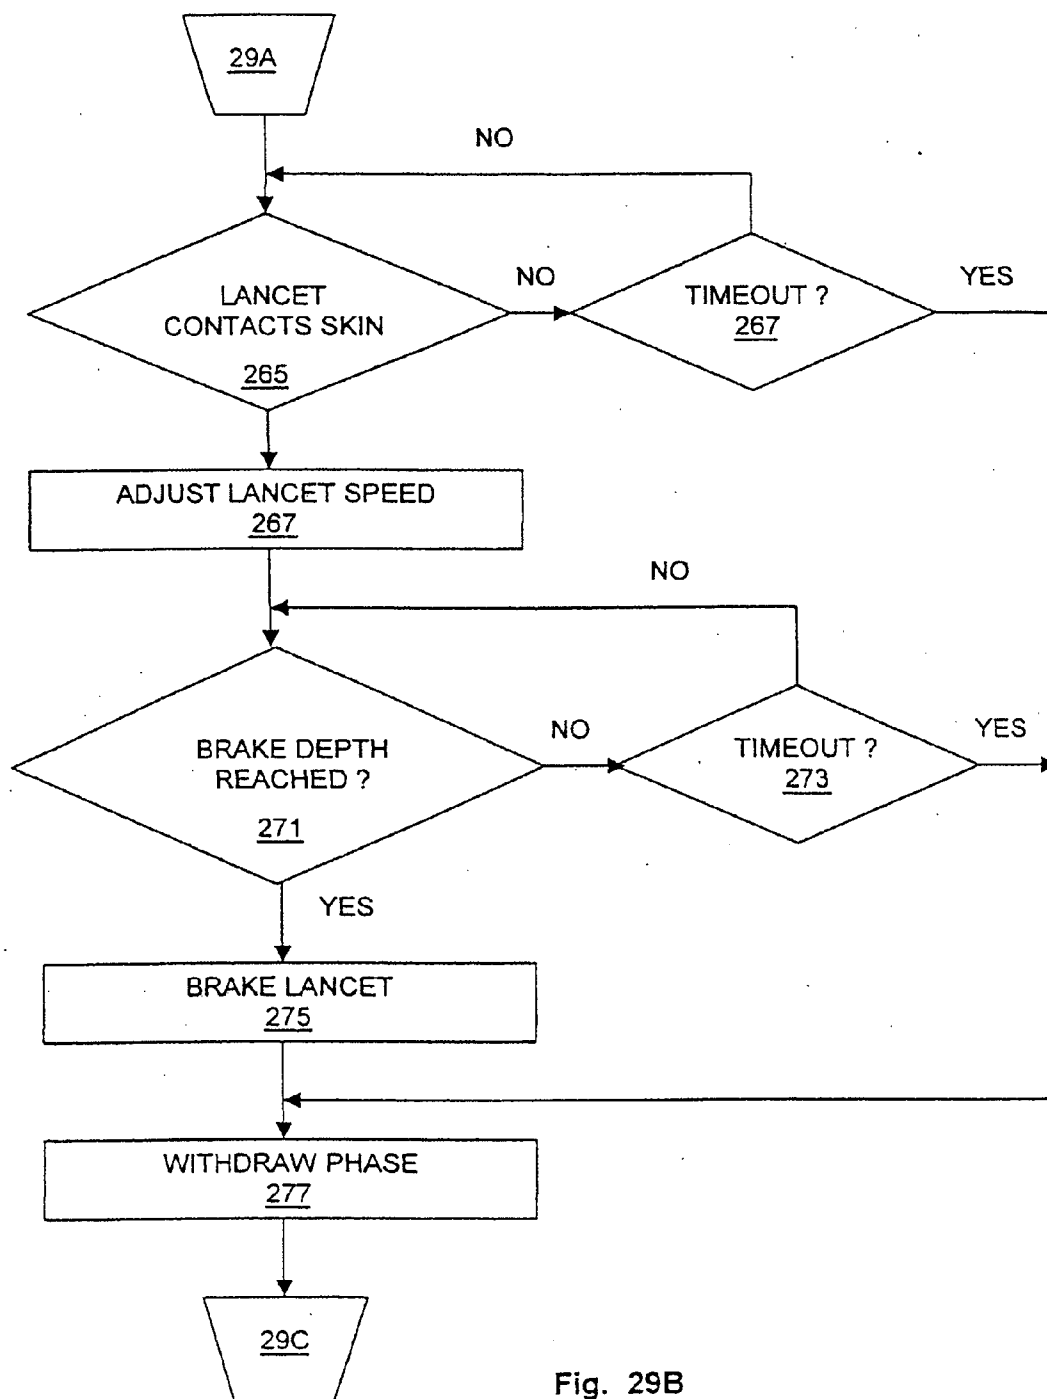 29A
NO
LANCET
CONTACTS SKIN
265
NO
TIMEOUT ?
267
YES
ADJUST LANCET SPEED
267
NO
BRAKE DEPTH
REACHED ?
271
NO
TIMEOUT ?
273
YES
YES
BRAKE LANCET
275
WITHDRAW PHASE
277
29C
Fig. 29B